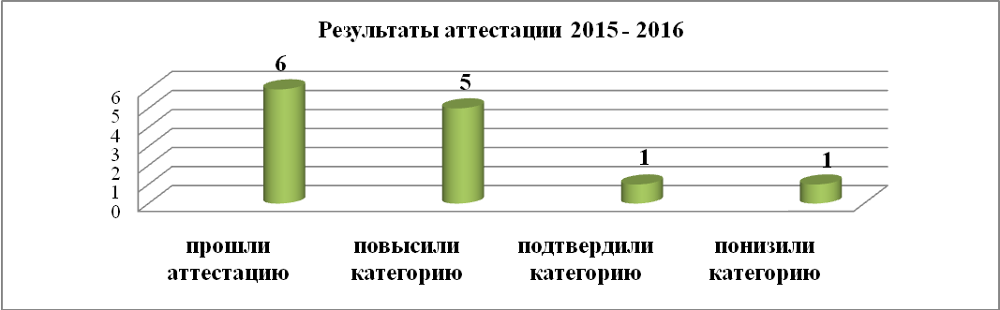 Результаты аттестации 2015 - 2016
6
5
1
1
6
5
4
3
2
1
0
прошли аттестацию
повысили категорию
подтвердили категорию
понизили категорию